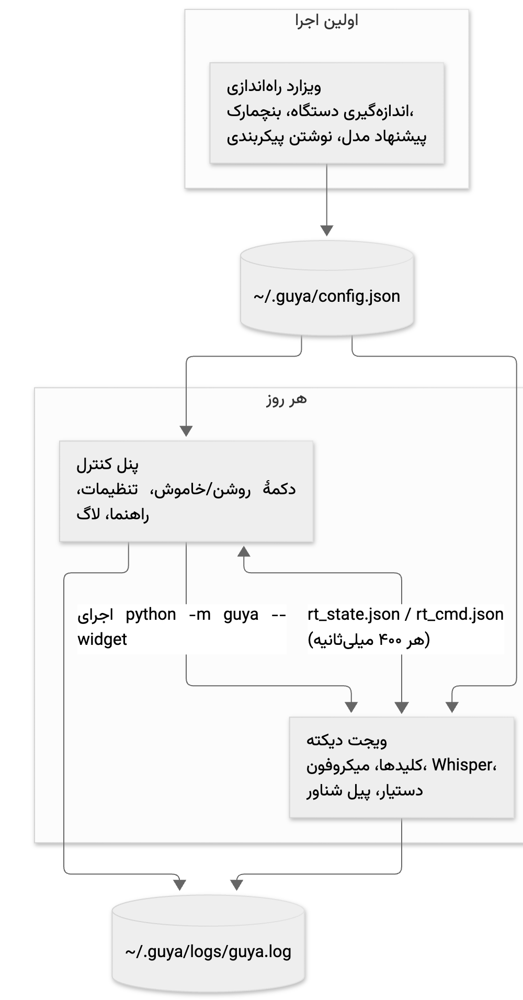 اولین اجرا
ویزارد راه‌اندازی
اندازه‌گیری دستگاه، بنچمارک،
پیشنهاد مدل، نوشتن پیکربندی
~/.guya/config.json
هر روز
پنل کنترل
دکمهٔ روشن/خاموش، تنظیمات،
راهنما، لاگ
اجرای python -m guya --
widget
rt_state.json / rt_cmd.json
(هر ۴۰۰ میلی‌ثانیه)
ویجت دیکته
کلیدها، میکروفون، Whisper،
دستیار، پیل شناور
~/.guya/logs/guya.log